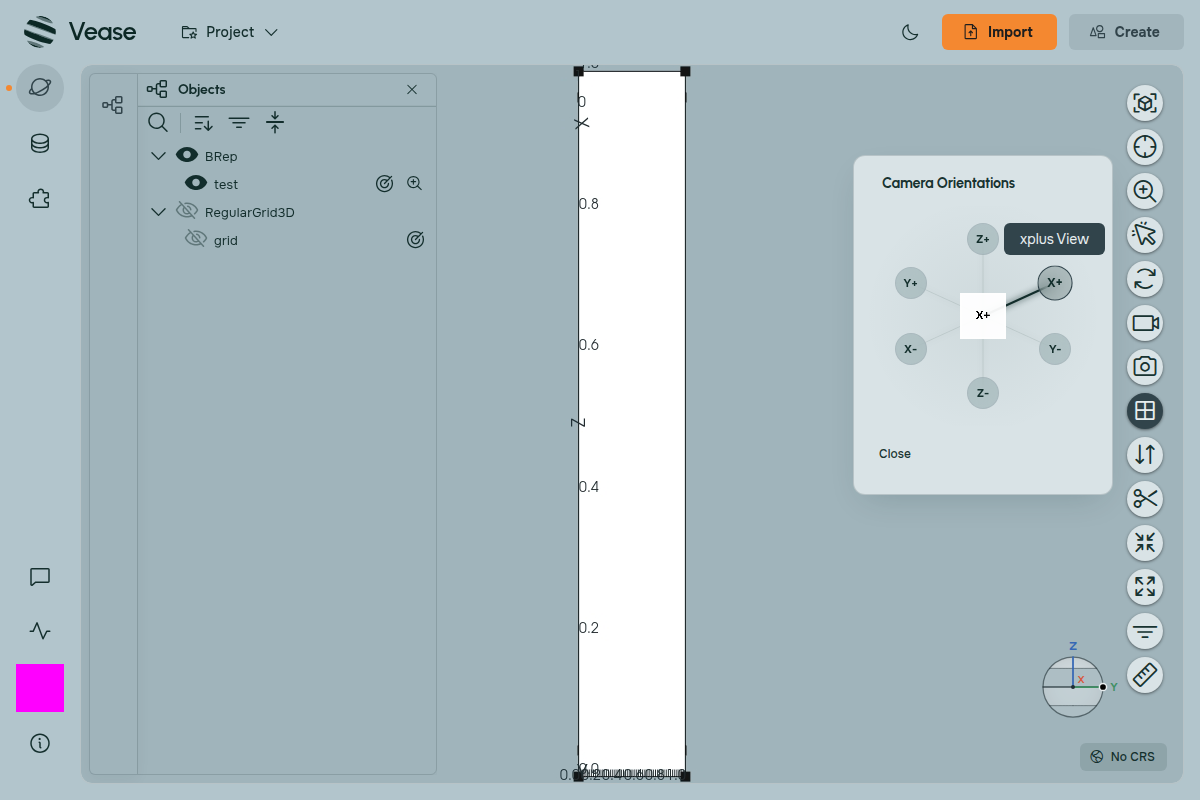 Vease
Project
Import
Create
Objects
BRep
test
RegularGrid3D
grid
0
X
0.8
0.6
Z
0.4
0.2
Camera Orientations
xplus View
Z+
Y+
X+
X+
X-
Y-
Z-
Close
Z
X
Y
No CRS